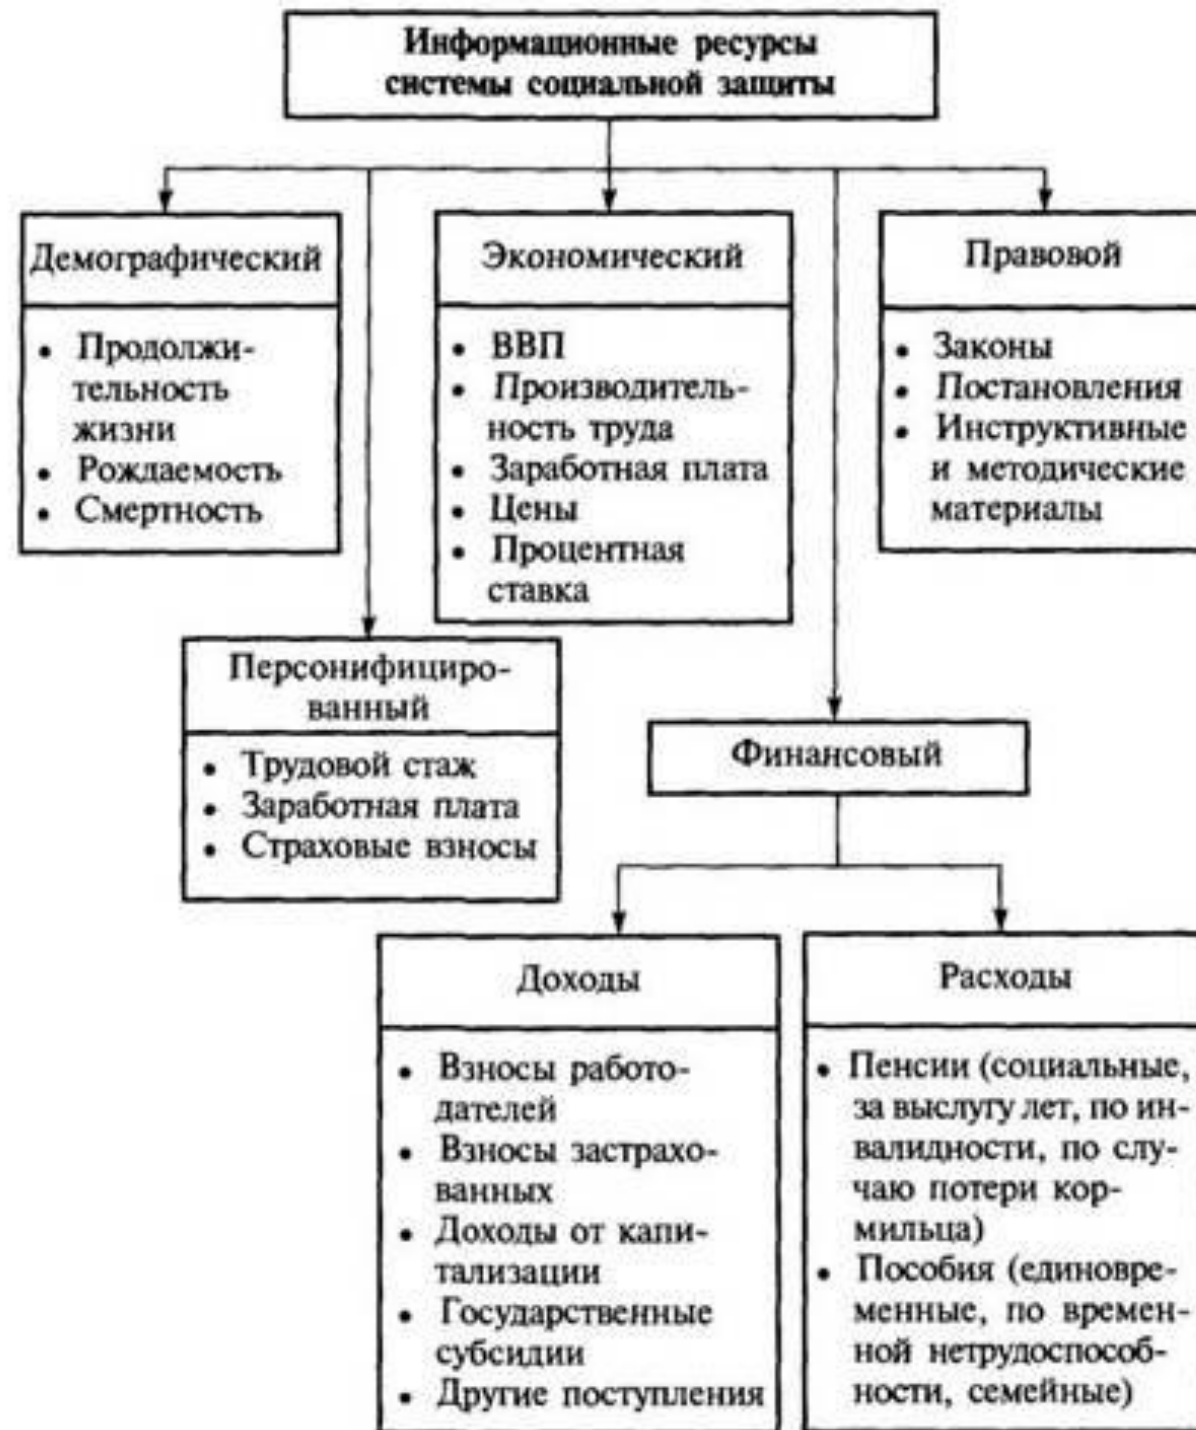 Информационные ресурсы
системы социальной защиты
Демографический
• Продолжи-
тельность
жизни
• Рождаемость
• Смертность
Экономический
• ВВП
• Производитель-
ность труда
• Заработная плата
• Цены
• Процентная
ставка
Правовой
• Законы
• Постановления
• Инструктивные
и методические
материалы
Персонифициро-
ванный
• Трудовой стаж
• Заработная плата
• Страховые взносы
Финансовый
Доходы
• Взносы работо-
дателей
• Взносы застрахо-
ванных
• Доходы от капи-
тализации
• Государственные
субсидии
• Другие поступления
Расходы
• Пенсии (социальные,
за выслугу лет, по ин-
валидности, по слу-
чаю потери кор-
мильца)
• Пособия (единовре-
менные, по времен-
ной нетрудоспособ-
ности, семейные)